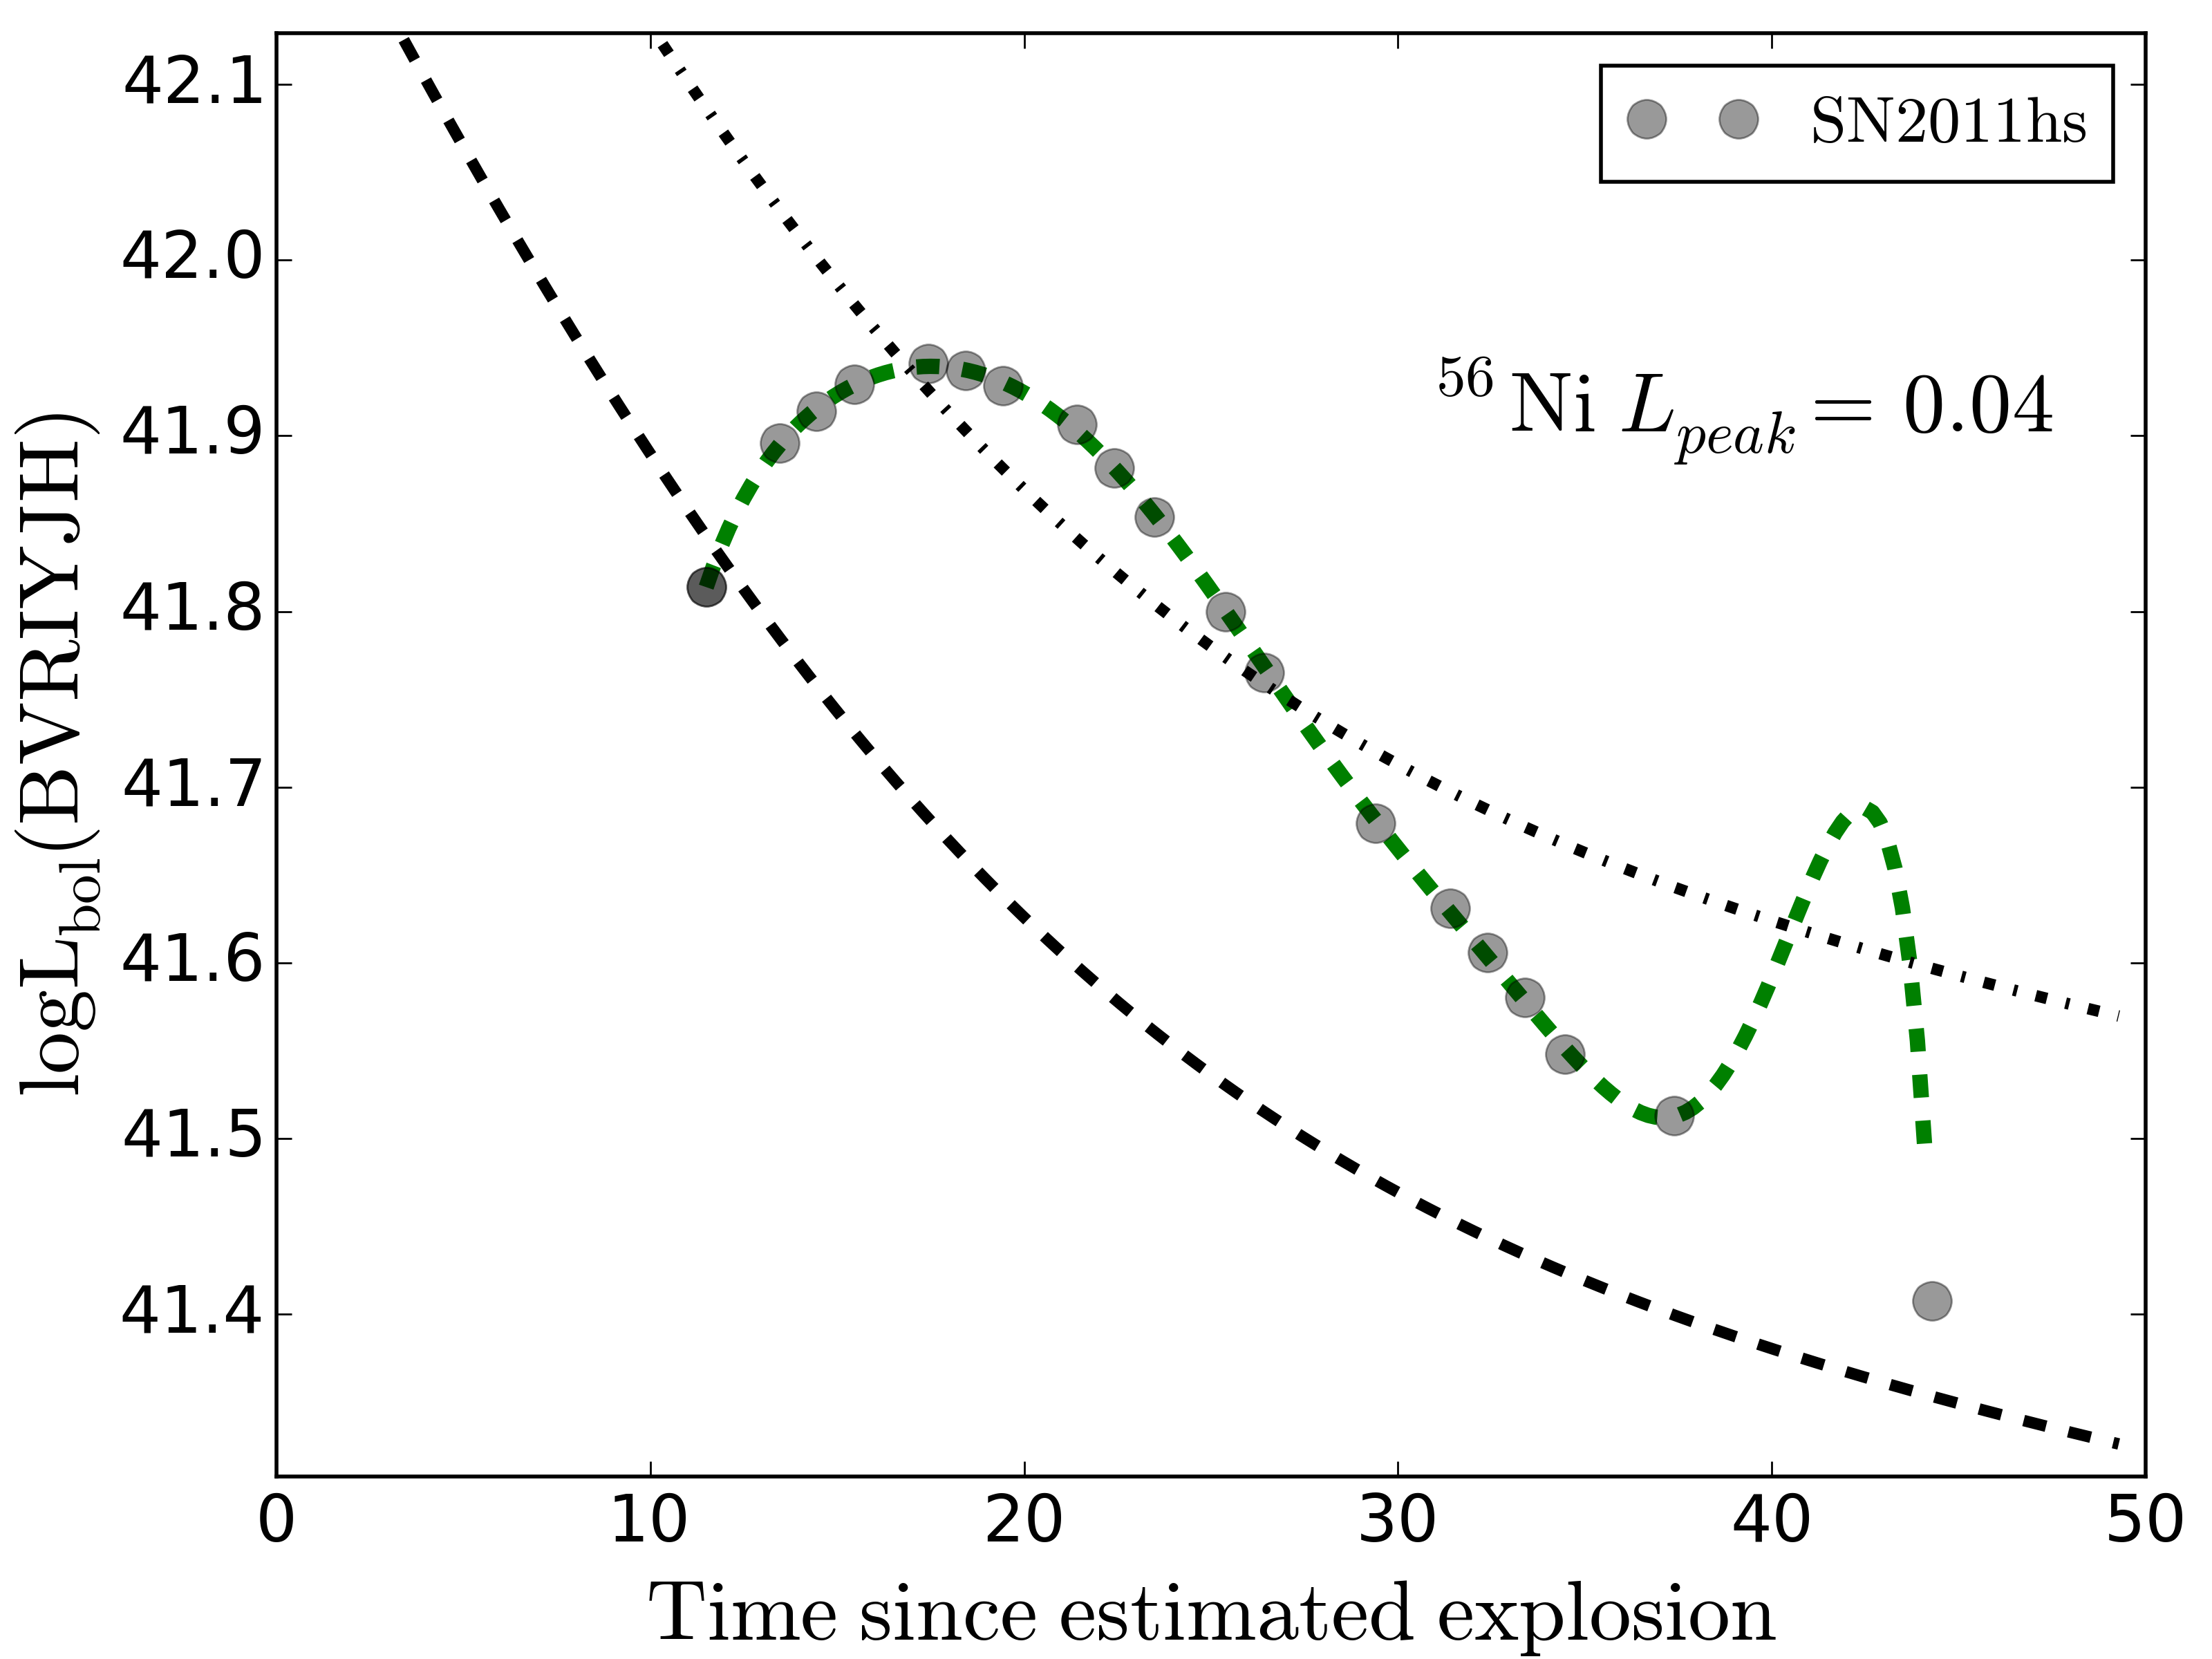 SN2011hs
⁵⁶Ni L_peak = 0.04
logL_bol(BVRIYJH)
42.1
42.0
41.9
41.8
41.7
41.6
41.5
41.4
0 10 20 30 40 50
Time since estimated explosion